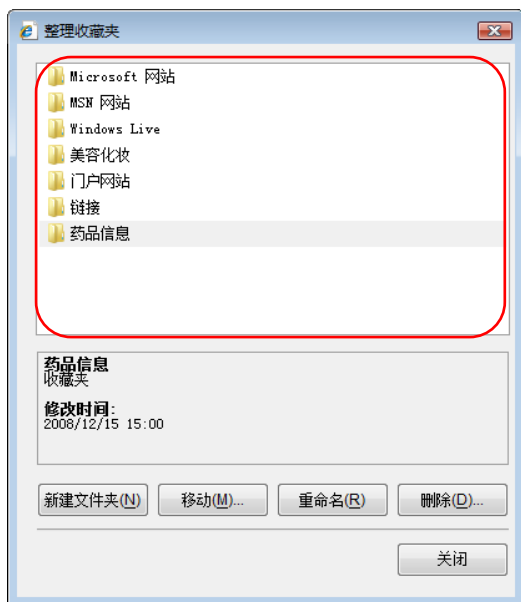 整理收藏夹
Microsoft 网站
MSN 网站
Windows Live
美容化妆
门户网站
链接
药品信息
药品信息
收藏夹
修改时间:
2008/12/15 15:00
新建文件夹(N) 移动(M)... 重命名(R) 删除(D)...
关闭